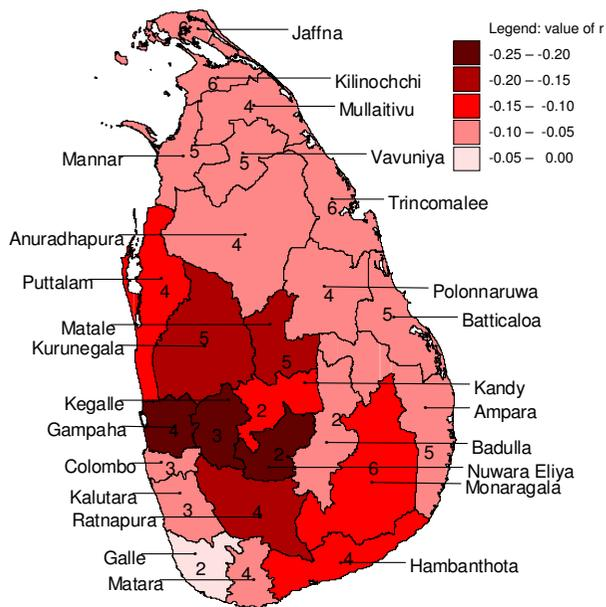 Legend: value of r
-0.25 – -0.20
-0.20 – -0.15
-0.15 – -0.10
-0.10 – -0.05
-0.05 – 0.00
6
Jaffna
6
Kilinochchi
4
Mullaitivu
Mannar
5
5
Vavuniya
6
Trincomalee
Anuradhapura
4
Puttalam
4
4
Polonnaruwa
5
Batticaloa
Matale
Kurunegala
5
5
Kandy
Kegalle
2
2
Ampara
Gampaha
4
3
2
5
Badulla
Colombo
3
6
Nuwara Eliya
Monaragala
Kalutara
3
Ratnapura
4
Galle
2
4
4
Hambanthota
Matara